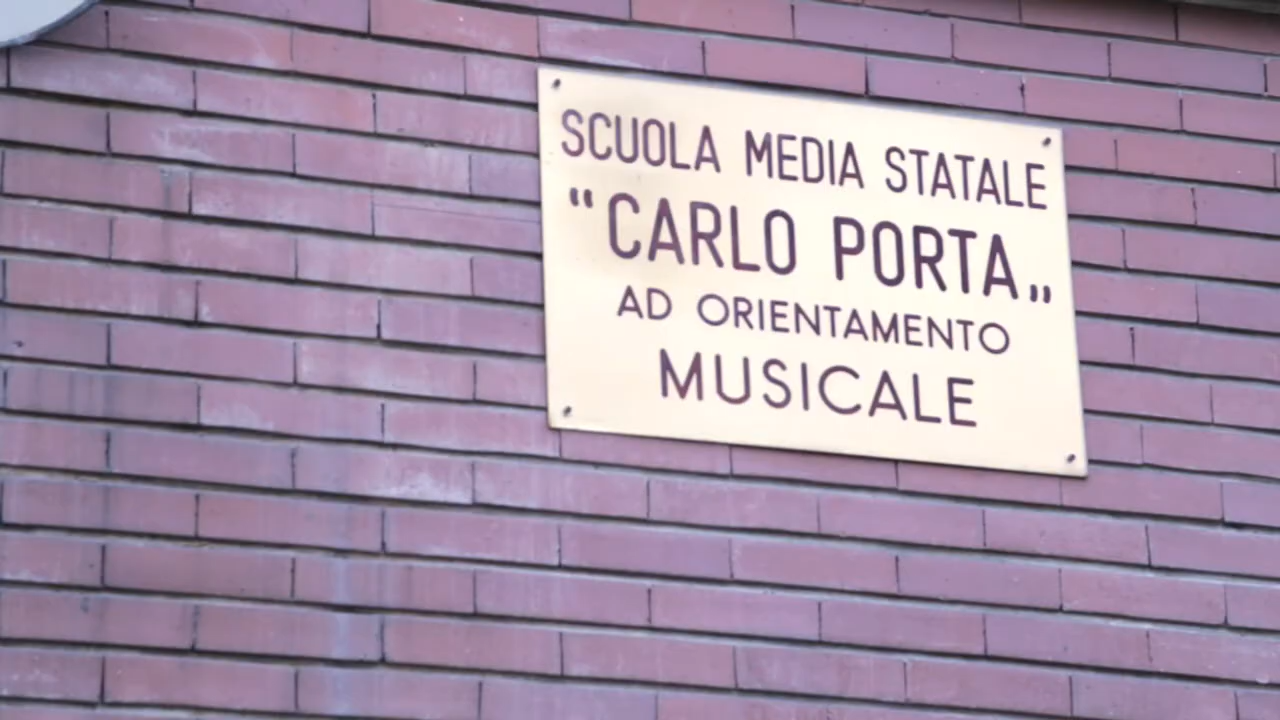 SCUOLA MEDIA STATALE
"CARLO PORTA„
AD ORIENTAMENTO
MUSICALE